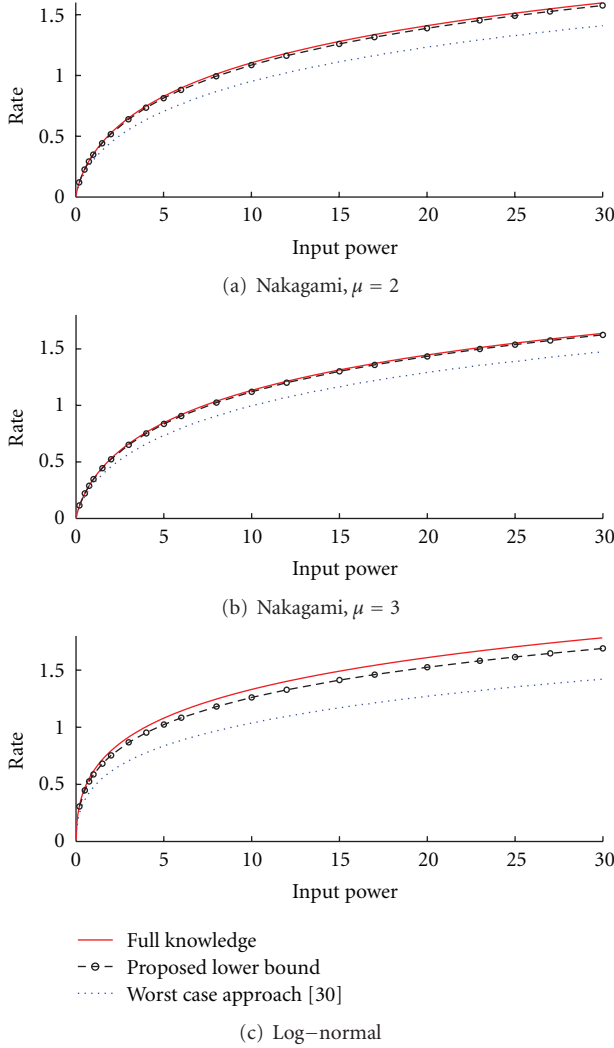 1.5
1
0.5
0
Rate
0 5 10 15 20 25 30
Input power
(a) Nakagami, μ = 2
1.5
1
0.5
0
Rate
0 5 10 15 20 25 30
Input power
(b) Nakagami, μ = 3
1.5
1
0.5
0
Rate
0 5 10 15 20 25 30
Input power
Full knowledge
Proposed lower bound
Worst case approach [30]
(c) Log−normal